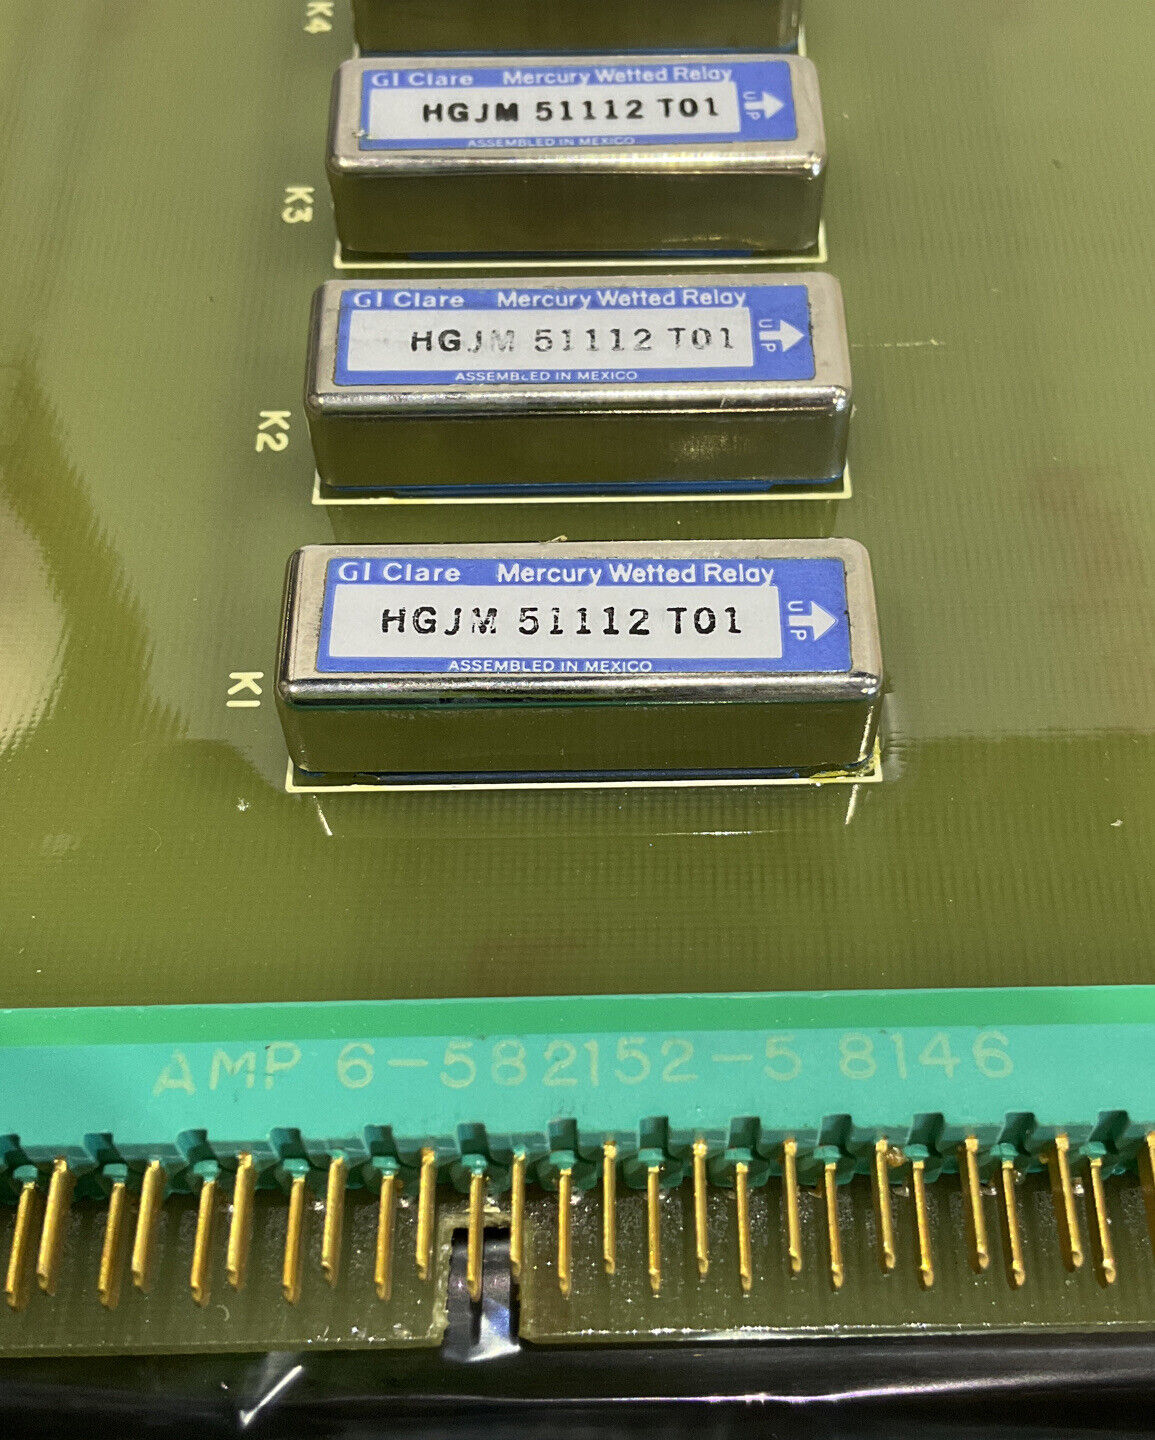 K4
GI Clare Mercury Wetted Relay
HGJM 51112 T01
UP
ASSEMBLED IN MEXICO
K3
GI Clare Mercury Wetted Relay
HGJM 51112 T01
UP
ASSEMBLED IN MEXICO
K2
GI Clare Mercury Wetted Relay
HGJM 51112 T01
UP
ASSEMBLED IN MEXICO
K1
AMP 6-582152-5 8146